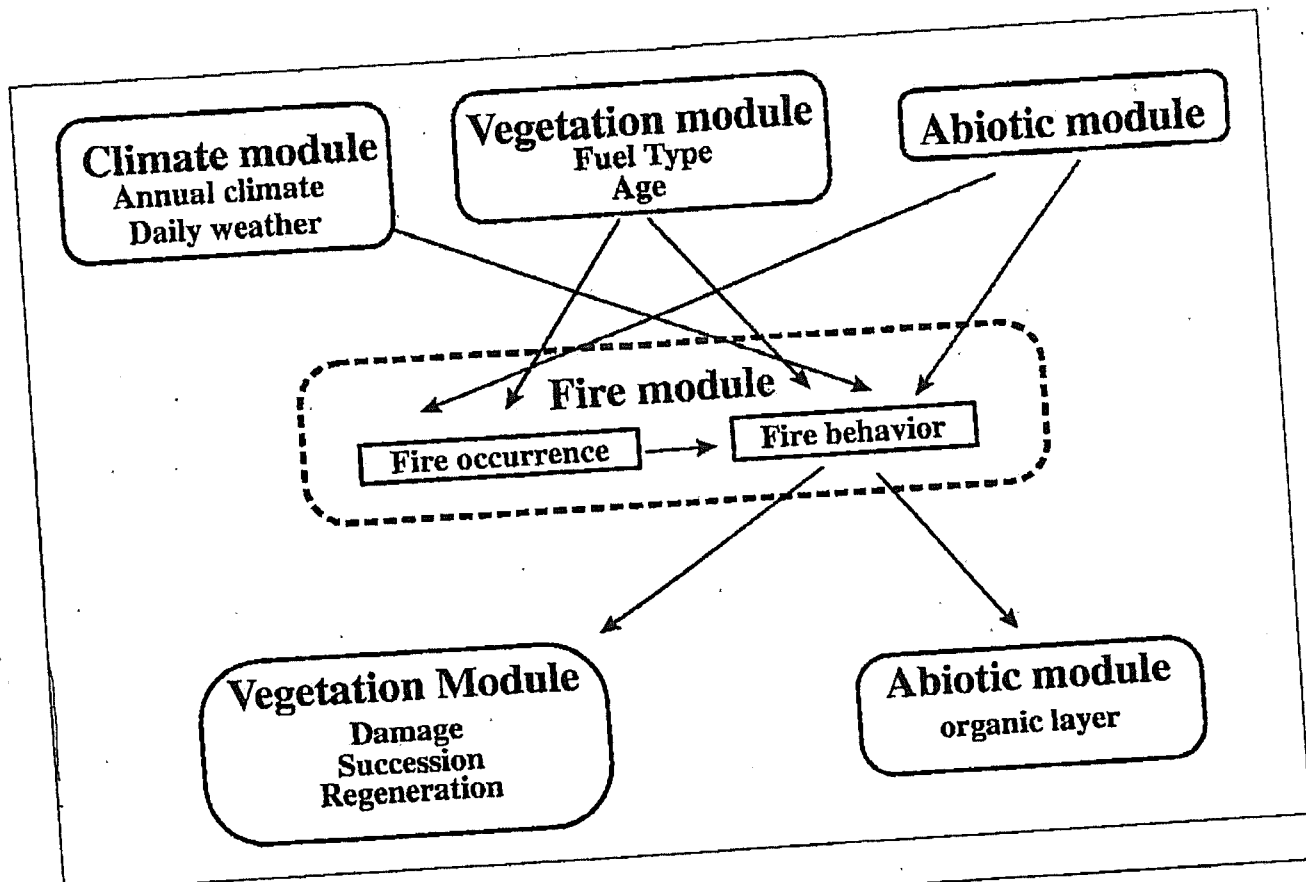 Climate module
Annual climate
Daily weather
Vegetation module
Fuel Type
Age
Abiotic module
Fire module
Fire occurrence
Fire behavior
Vegetation Module
Damage
Succession
Regeneration
Abiotic module
organic layer